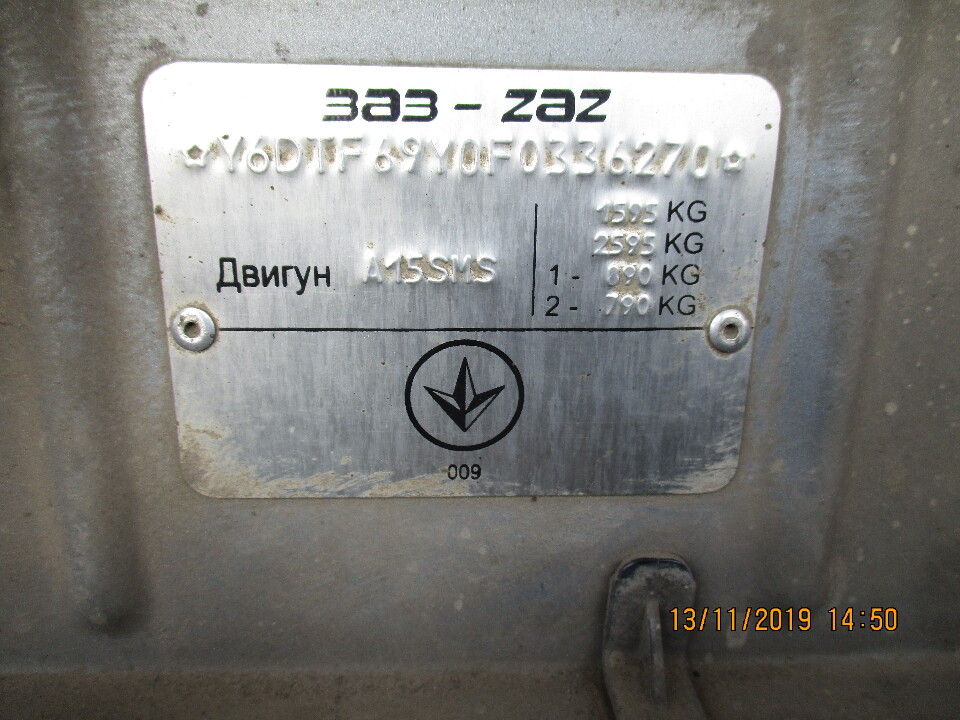 ЗАЗ - ZAZ
☆Y6DTF69Y0F0336270☆
1595 KG
2595 KG
Двигун A15SMS
1 - 890 KG
2 - 790 KG
009
13/11/2019 14:50